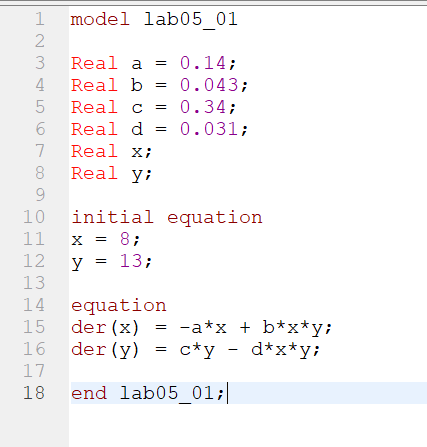 1 model lab05_01
2
3 Real a = 0.14;
4 Real b = 0.043;
5 Real c = 0.34;
6 Real d = 0.031;
7 Real x;
8 Real y;
9
10 initial equation
11 x = 8;
12 y = 13;
13
14 equation
15 der(x) = -a*x + b*x*y;
16 der(y) = c*y - d*x*y;
17
18 end lab05_01;